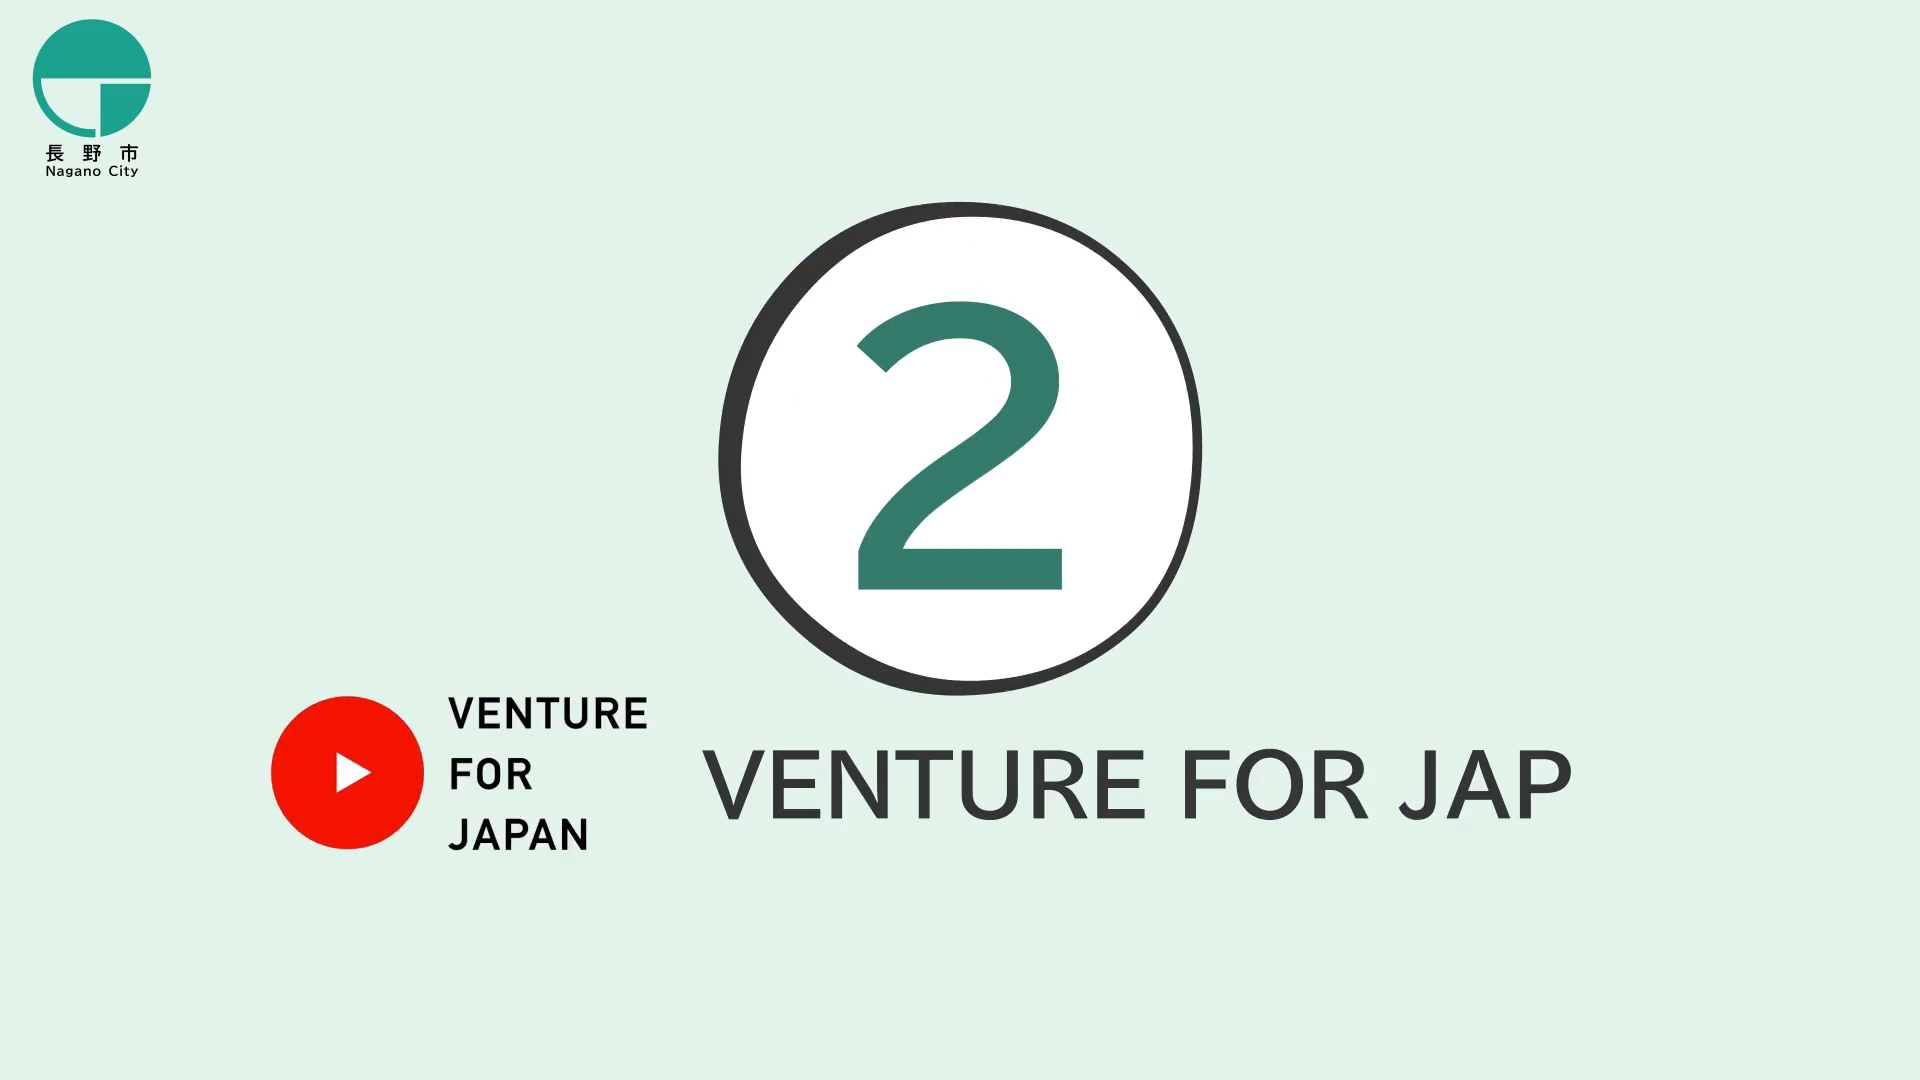 長野市
Nagano City
2
VENTURE
FOR
JAPAN
VENTURE FOR JAP